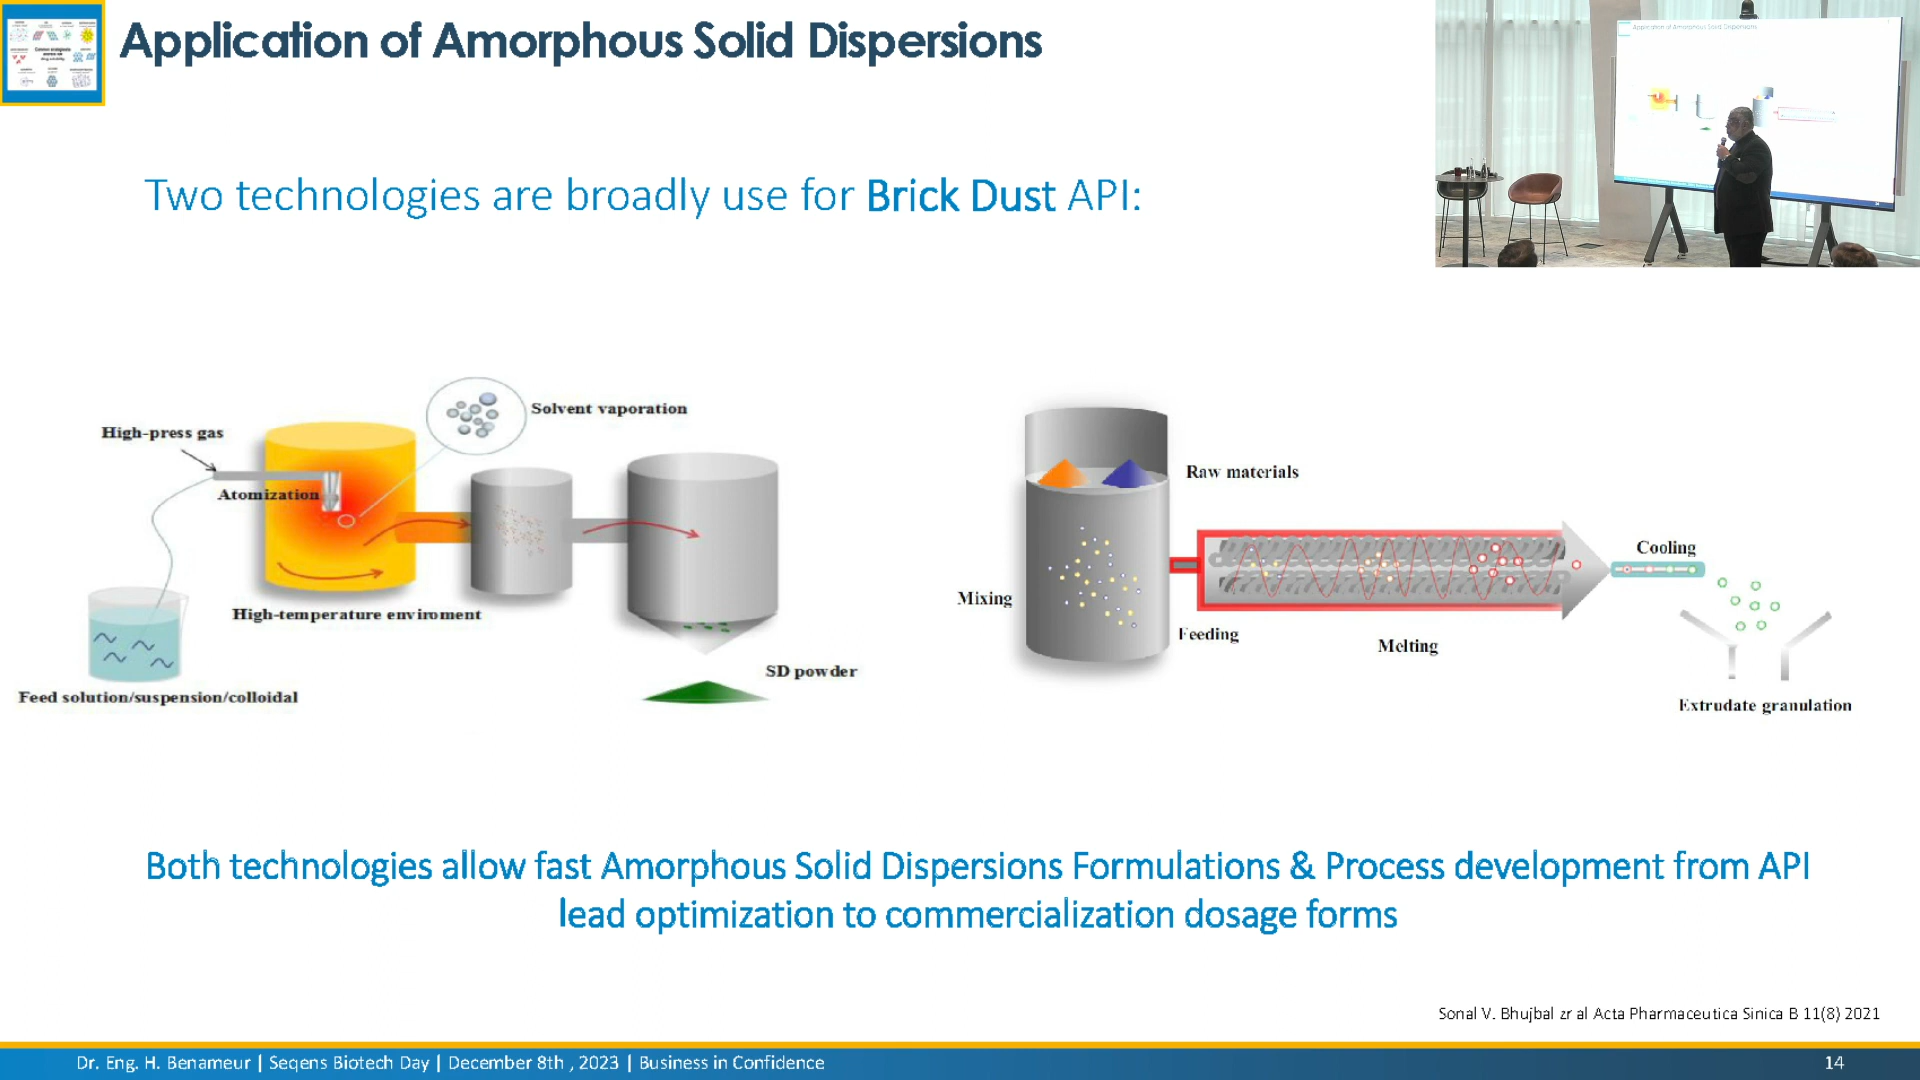 Application of Amorphous Solid Dispersions
Two technologies are broadly use for Brick Dust API:
Solvent vaporation
High-press gas
Atomization
High-temperature enviroment
SD powder
Feed solution/suspension/colloidal
Raw materials
Cooling
Mixing
Feeding
Melting
Extrudate granulation
Both technologies allow fast Amorphous Solid Dispersions Formulations & Process development from API
lead optimization to commercialization dosage forms
Sonal V. Bhujbal zr al Acta Pharmaceutica Sinica B 11(8) 2021
Dr. Eng. H. Benameur | Seqens Biotech Day | December 8th , 2023 | Business in Confidence
14